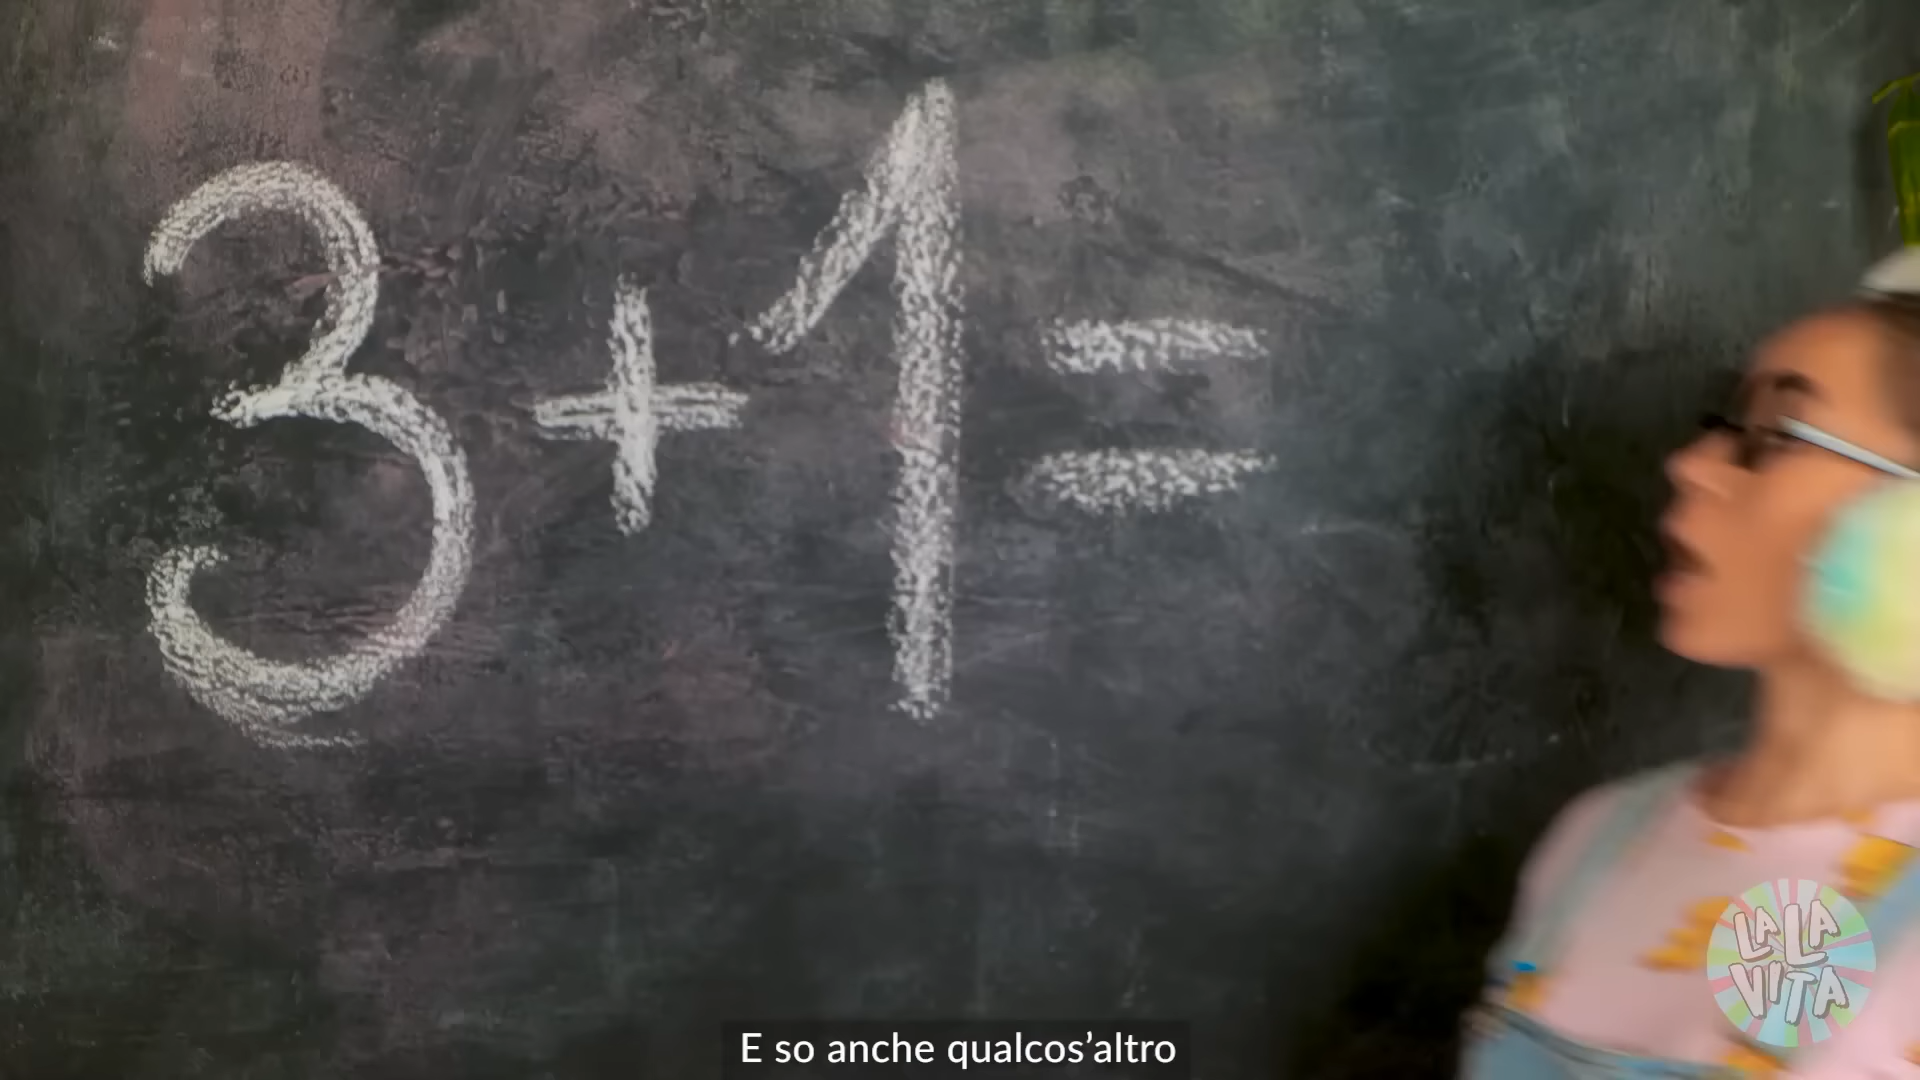 3+1=
LA LA
VITA
E so anche qualcos’altro